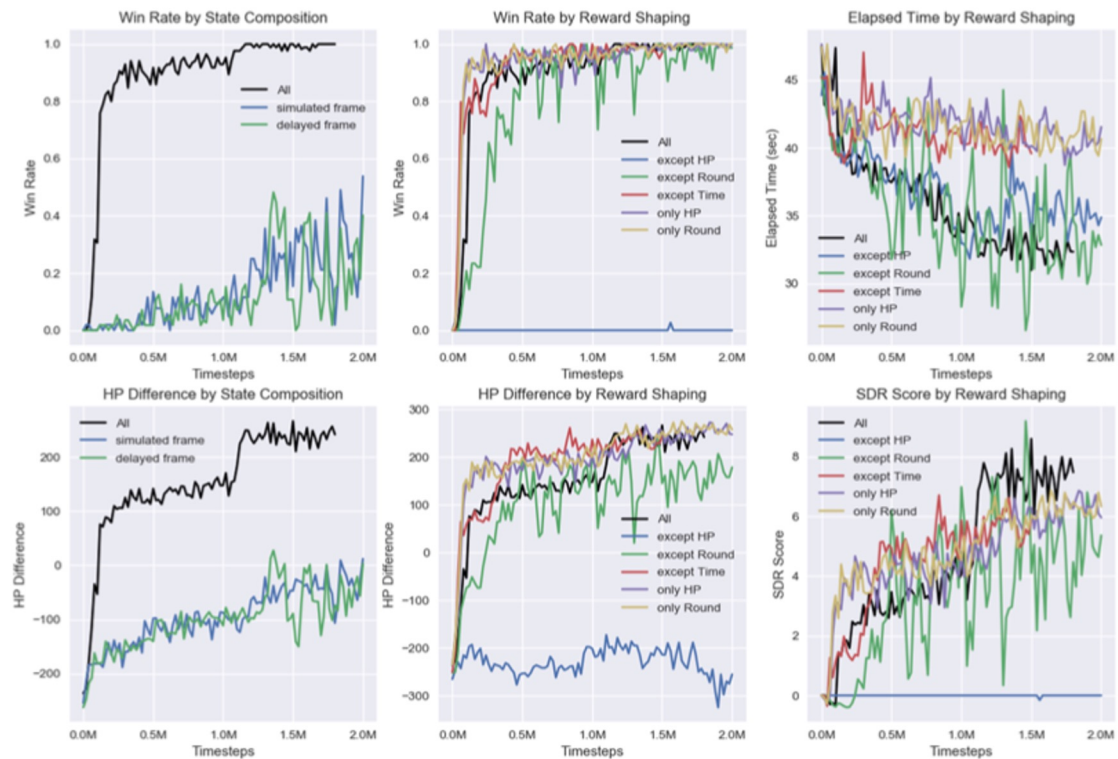 Win Rate by State Composition
1.0
0.8
0.6
0.4
0.2
0.0
Win Rate
All
simulated frame
delayed frame
0.0M 0.5M 1.0M 1.5M 2.0M
Timesteps
Win Rate by Reward Shaping
1.0
0.8
0.6
0.4
0.2
0.0
Win Rate
All
except HP
except Round
except Time
only HP
only Round
0.0M 0.5M 1.0M 1.5M 2.0M
Timesteps
Elapsed Time by Reward Shaping
45
40
35
30
Elapsed Time (sec)
All
except HP
except Round
except Time
only HP
only Round
0.0M 0.5M 1.0M 1.5M 2.0M
Timesteps
HP Difference by State Composition
200
100
0
−100
−200
HP Difference
All
simulated frame
delayed frame
0.0M 0.5M 1.0M 1.5M 2.0M
Timesteps
HP Difference by Reward Shaping
300
200
100
0
−100
−200
−300
HP Difference
All
except HP
except Round
except Time
only HP
only Round
0.0M 0.5M 1.0M 1.5M 2.0M
Timesteps
SDR Score by Reward Shaping
8
6
4
2
0
SDR Score
All
except HP
except Round
except Time
only HP
only Round
0.0M 0.5M 1.0M 1.5M 2.0M
Timesteps